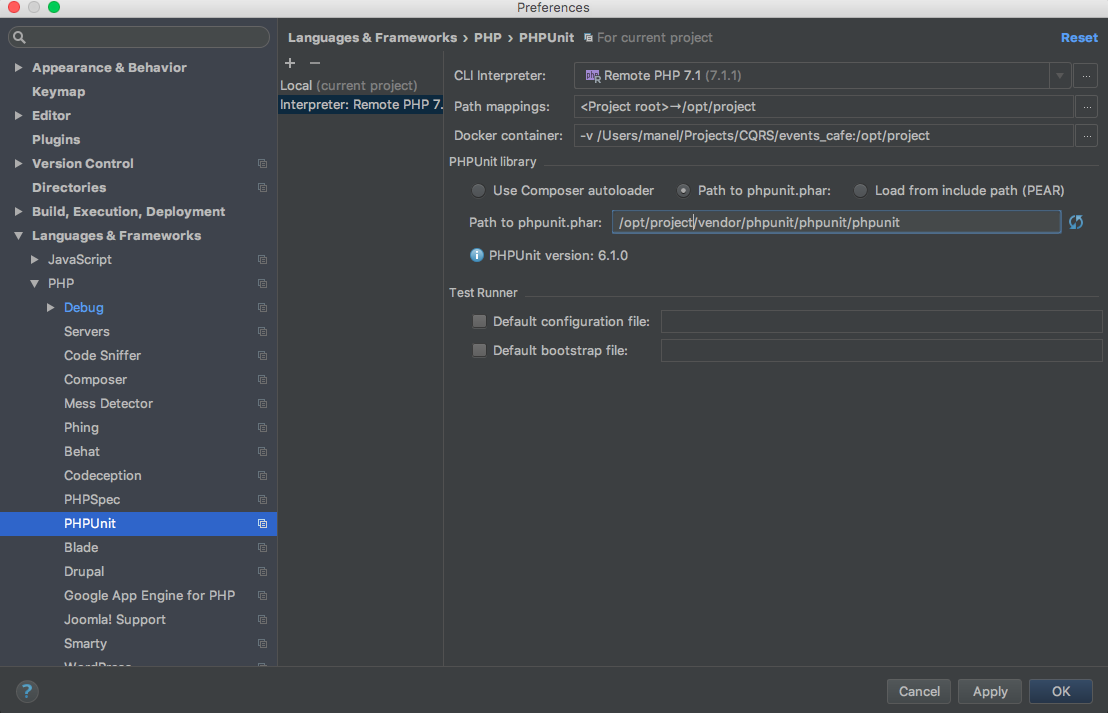 Preferences
Languages & Frameworks › PHP › PHPUnit For current project Reset
Appearance & Behavior
Keymap
Editor
Plugins
Version Control
Directories
Build, Execution, Deployment
Languages & Frameworks
JavaScript
PHP
Debug
Servers
Code Sniffer
Composer
Mess Detector
Phing
Behat
Codeception
PHPSpec
PHPUnit
Blade
Drupal
Google App Engine for PHP
Joomla! Support
Smarty
WordPress
Local (current project)
Interpreter: Remote PHP 7.
CLI Interpreter: Remote PHP 7.1 (7.1.1) ...
Path mappings: <Project root>→/opt/project ...
Docker container: -v /Users/manel/Projects/CQRS/events_cafe:/opt/project ...
PHPUnit library
Use Composer autoloader Path to phpunit.phar: Load from include path (PEAR)
Path to phpunit.phar: /opt/project/vendor/phpunit/phpunit/phpunit
PHPUnit version: 6.1.0
Test Runner
Default configuration file:
Default bootstrap file:
? Cancel Apply OK